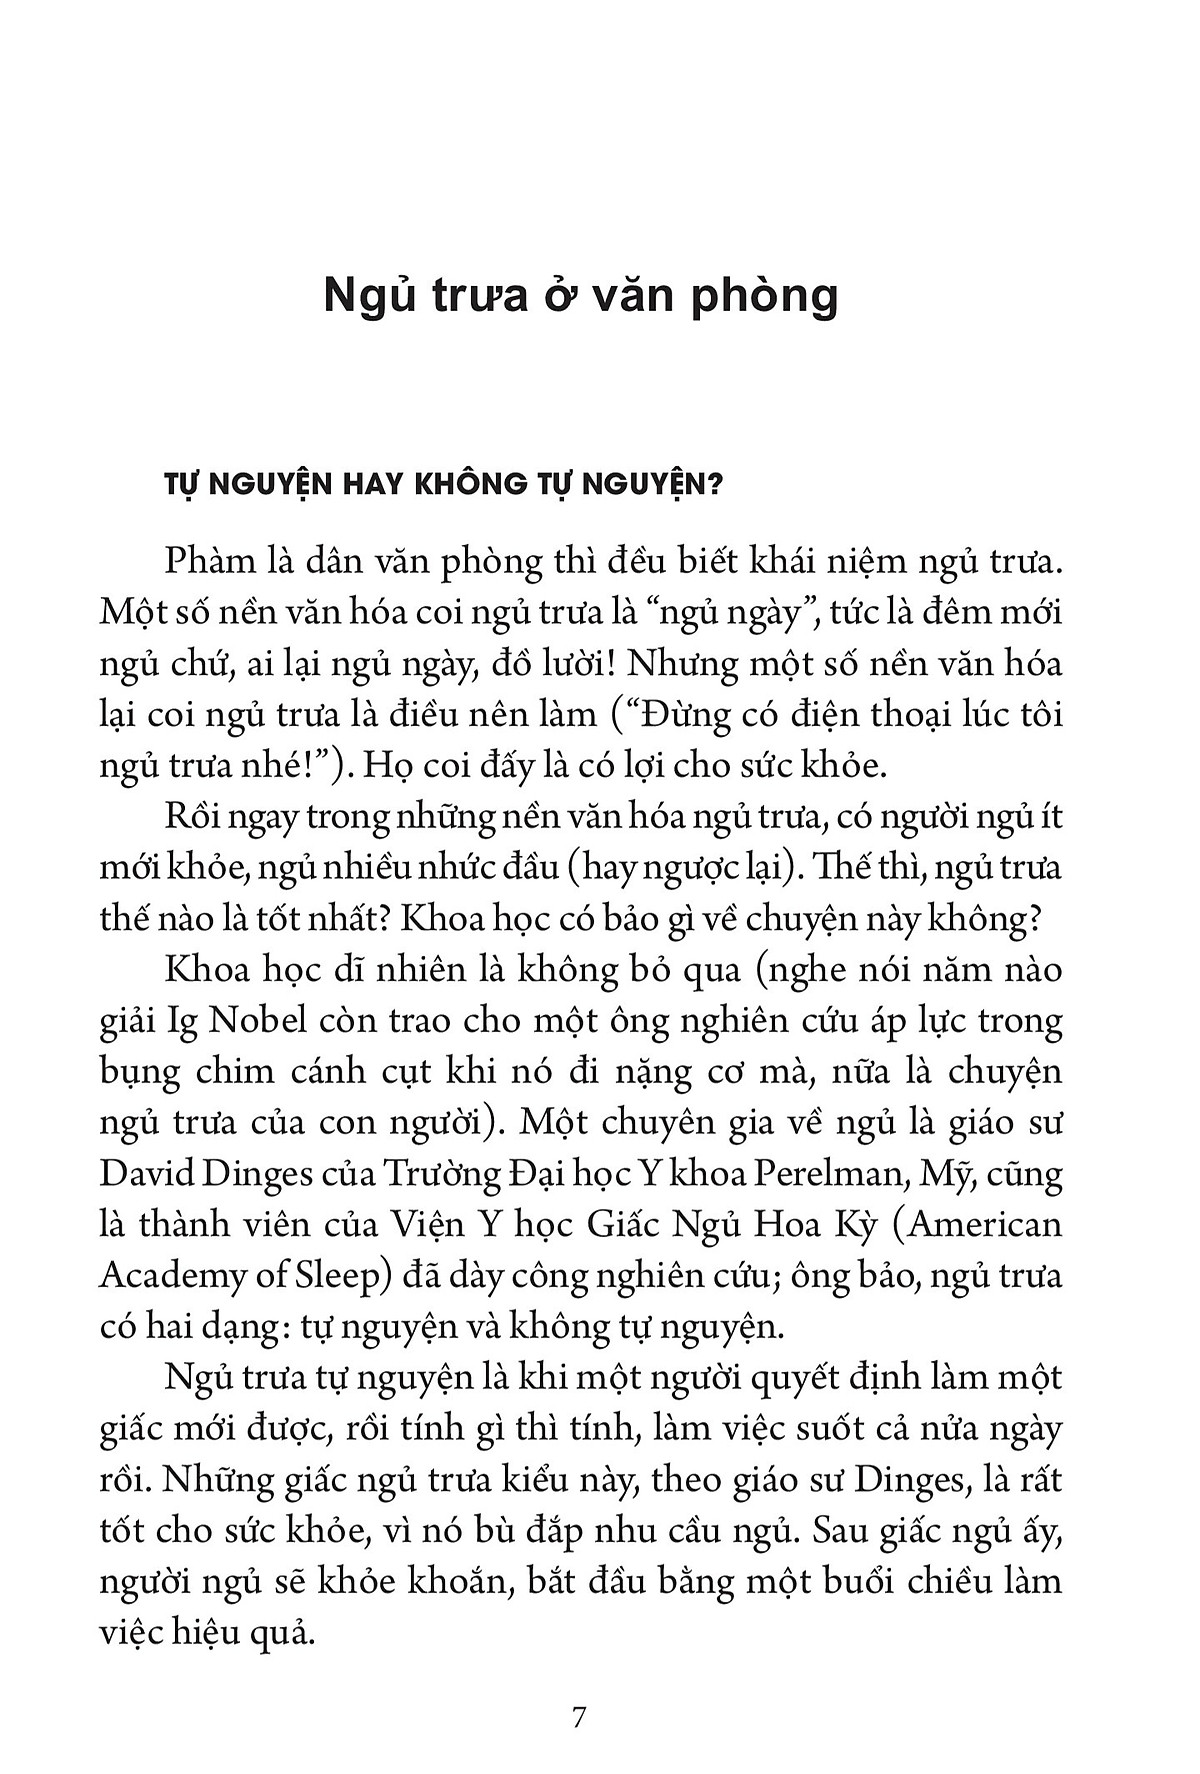 Ngủ trưa ở văn phòng
TỰ NGUYỆN HAY KHÔNG TỰ NGUYỆN?
Phàm là dân văn phòng thì đều biết khái niệm ngủ trưa.
Một số nền văn hóa coi ngủ trưa là “ngủ ngày”, tức là đêm mới
ngủ chứ, ai lại ngủ ngày, đồ lười! Nhưng một số nền văn hóa
lại coi ngủ trưa là điều nên làm (“Đừng có điện thoại lúc tôi
ngủ trưa nhé!”). Họ coi đấy là có lợi cho sức khỏe.
Rồi ngay trong những nền văn hóa ngủ trưa, có người ngủ ít
mới khỏe, ngủ nhiều nhức đầu (hay ngược lại). Thế thì, ngủ trưa
thế nào là tốt nhất? Khoa học có bảo gì về chuyện này không?
Khoa học dĩ nhiên là không bỏ qua (nghe nói năm nào
giải Ig Nobel còn trao cho một ông nghiên cứu áp lực trong
bụng chim cánh cụt khi nó đi nặng cơ mà, nữa là chuyện
ngủ trưa của con người). Một chuyên gia về ngủ là giáo sư
David Dinges của Trường Đại học Y khoa Perelman, Mỹ, cũng
là thành viên của Viện Y học Giấc Ngủ Hoa Kỳ (American
Academy of Sleep) đã dày công nghiên cứu; ông bảo, ngủ trưa
có hai dạng: tự nguyện và không tự nguyện.
Ngủ trưa tự nguyện là khi một người quyết định làm một
giấc mới được, rồi tính gì thì tính, làm việc suốt cả nửa ngày
rồi. Những giấc ngủ trưa kiểu này, theo giáo sư Dinges, là rất
tốt cho sức khỏe, vì nó bù đắp nhu cầu ngủ. Sau giấc ngủ ấy,
người ngủ sẽ khỏe khoắn, bắt đầu bằng một buổi chiều làm
việc hiệu quả.
7